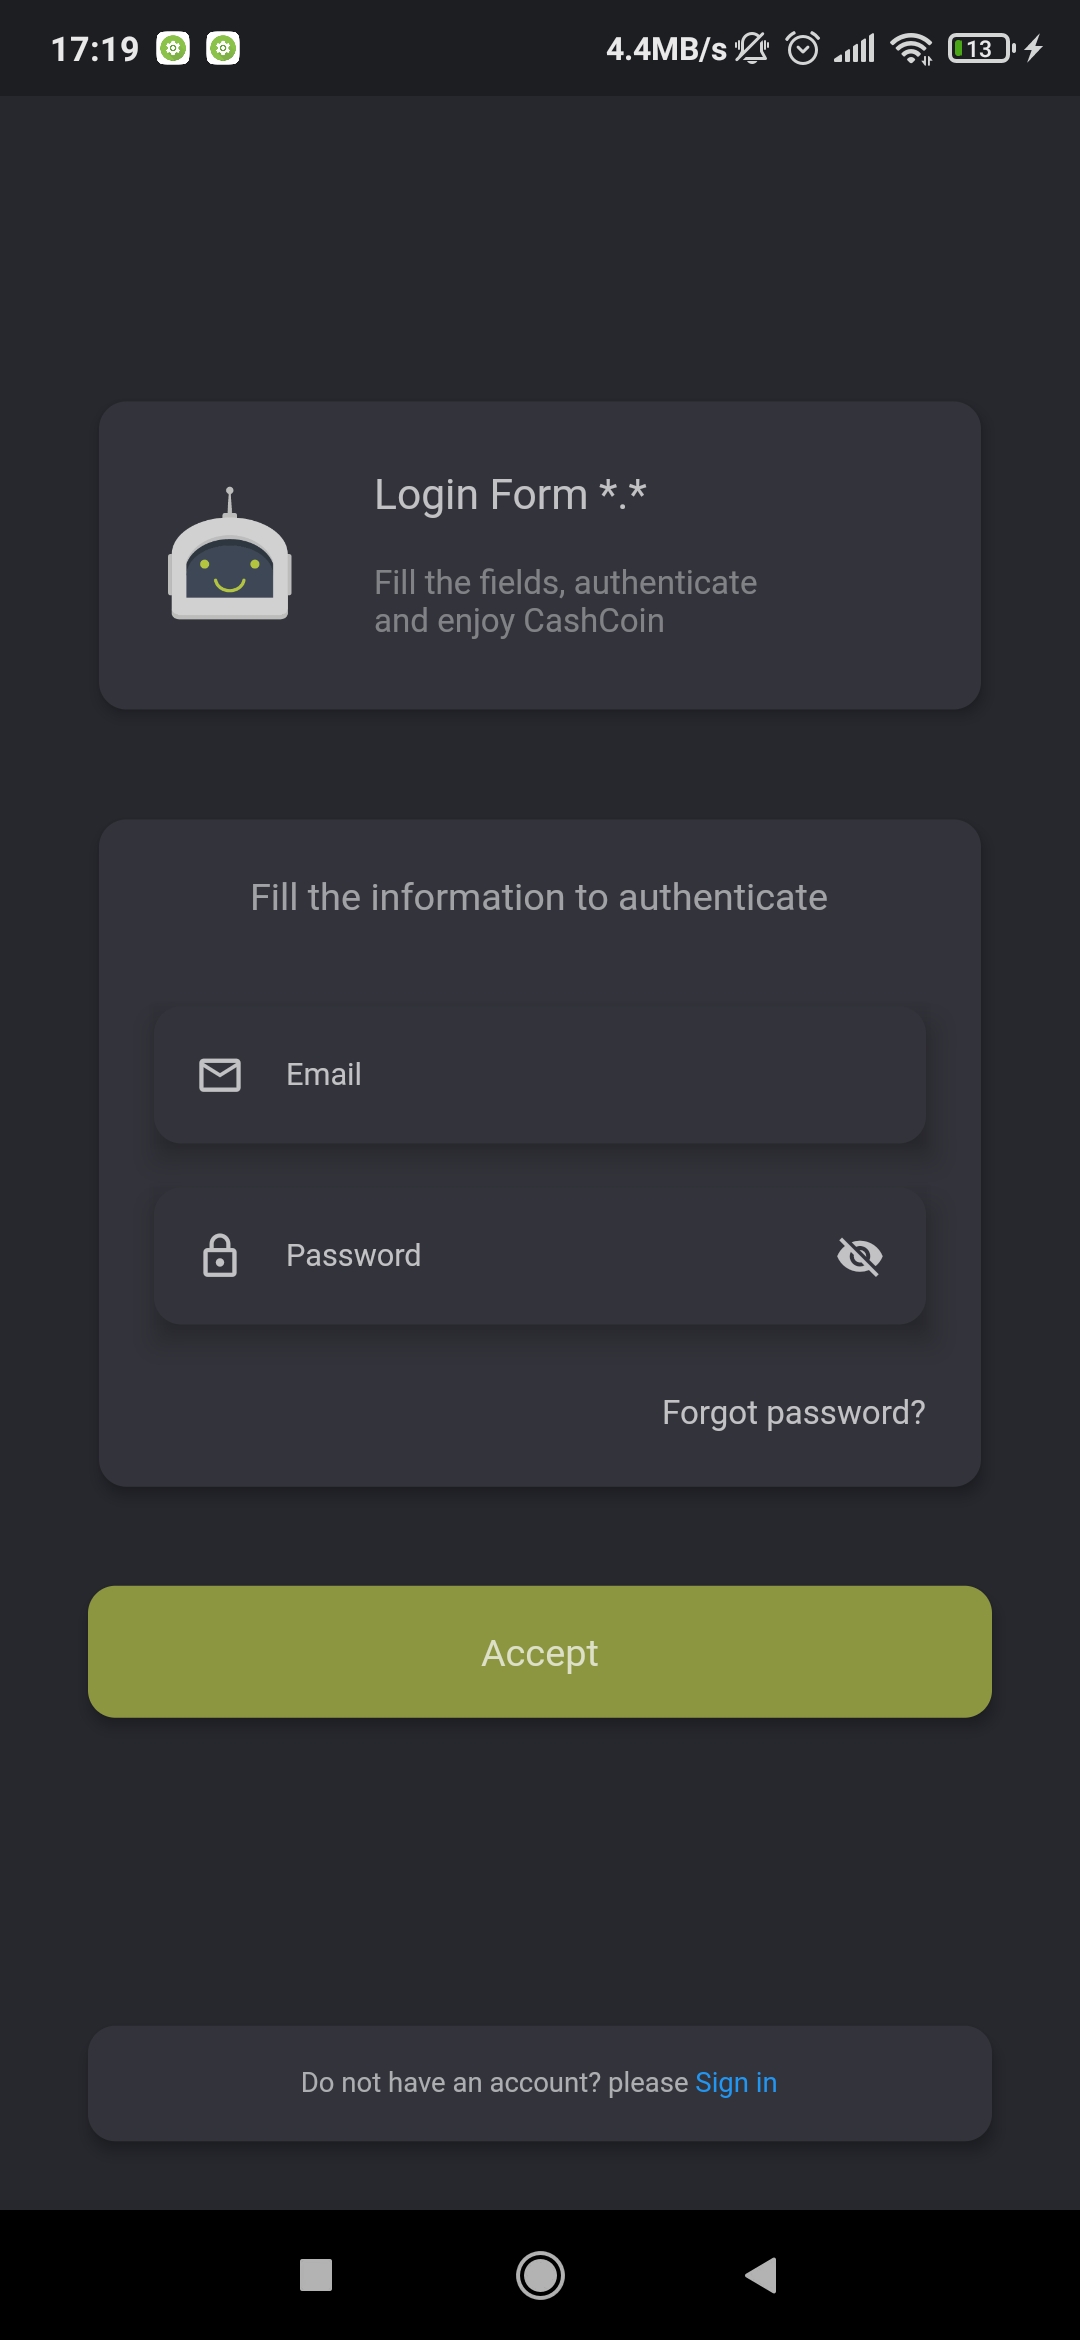 17:19 4.4MB/s 13
Login Form *.*
Fill the fields, authenticate
and enjoy CashCoin
Fill the information to authenticate
Email
Password
Forgot password?
Accept
Do not have an account? please Sign in